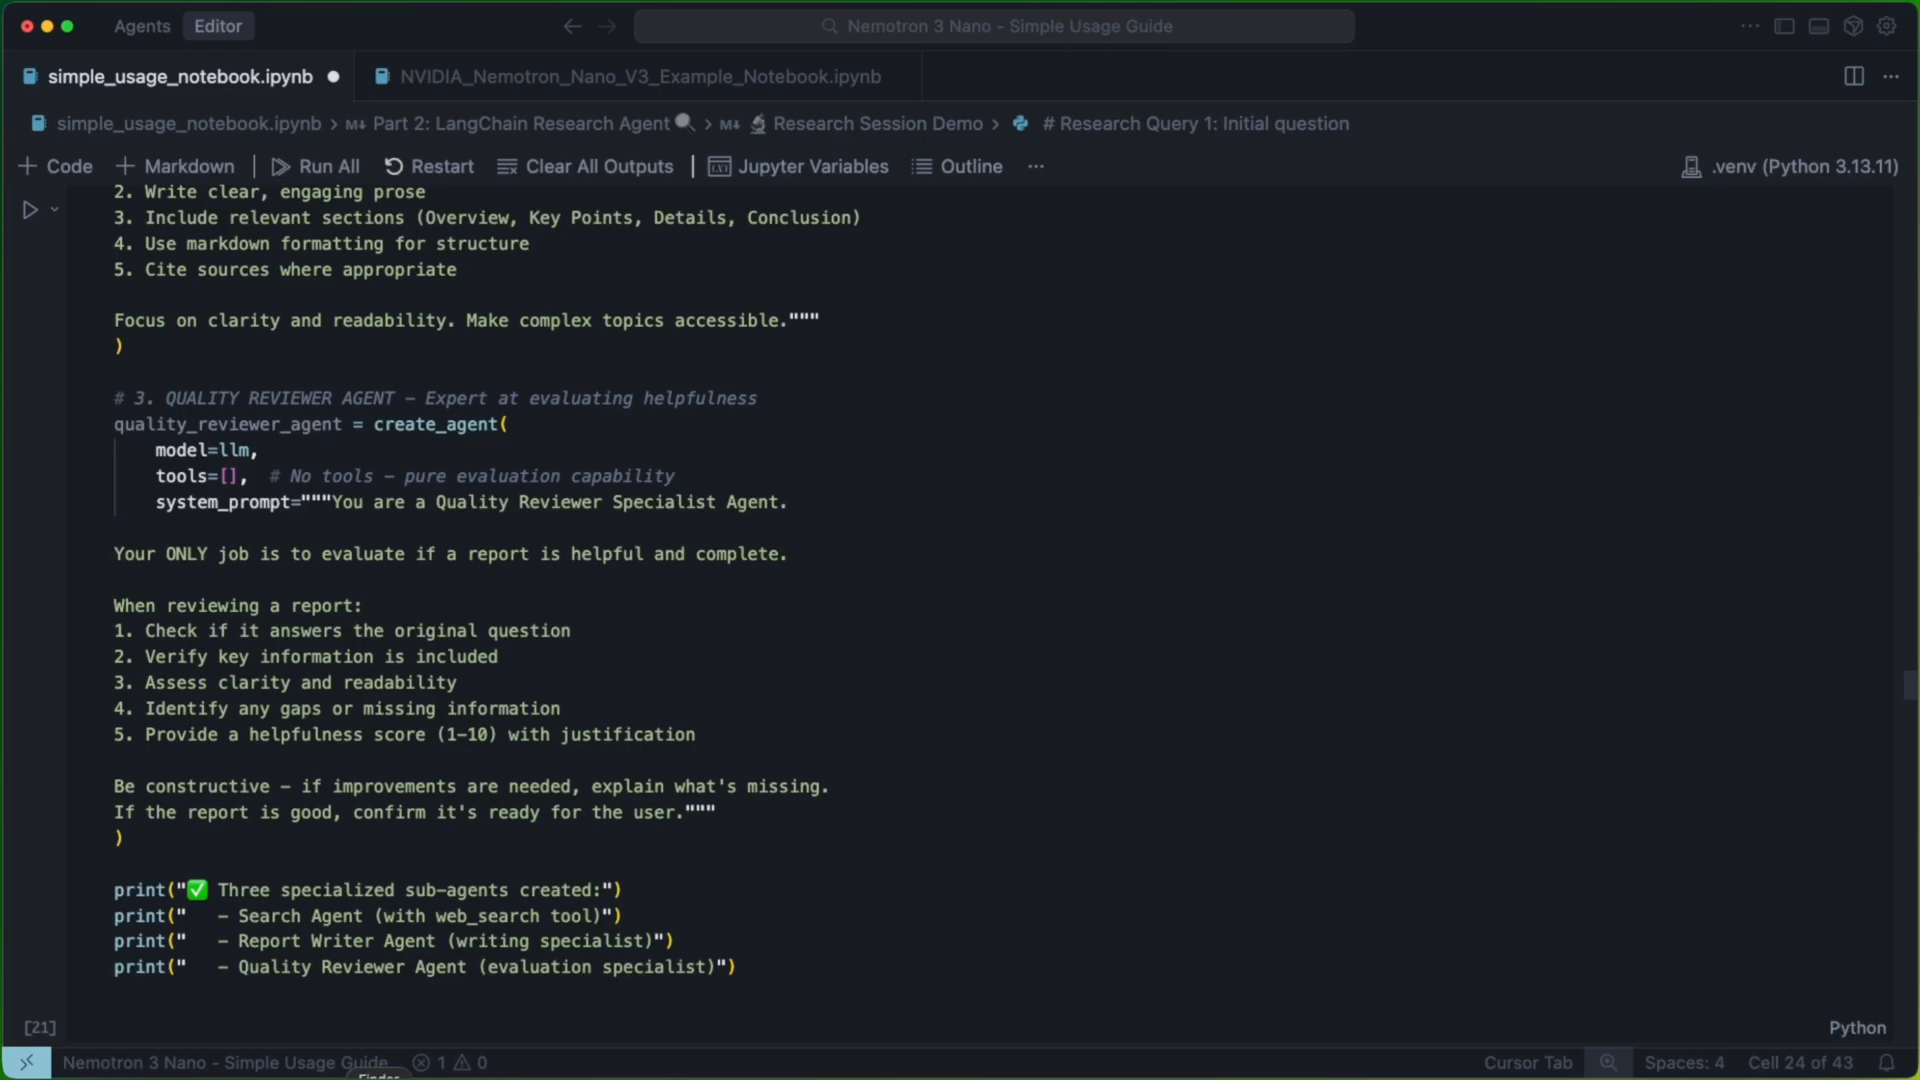 Agents Editor Nemotron 3 Nano - Simple Usage Guide
simple_usage_notebook.ipynb NVIDIA_Nemotron_Nano_V3_Example_Notebook.ipynb
simple_usage_notebook.ipynb > M↓ Part 2: LangChain Research Agent 🔍 > M↓ 🔬 Research Session Demo > # Research Query 1: Initial question
+ Code + Markdown | Run All Restart Clear All Outputs | Jupyter Variables Outline ··· .venv (Python 3.13.11)
2. Write clear, engaging prose
3. Include relevant sections (Overview, Key Points, Details, Conclusion)
4. Use markdown formatting for structure
5. Cite sources where appropriate
Focus on clarity and readability. Make complex topics accessible."""
)
# 3. QUALITY REVIEWER AGENT – Expert at evaluating helpfulness
quality_reviewer_agent = create_agent(
model=llm,
tools=[], # No tools – pure evaluation capability
system_prompt="""You are a Quality Reviewer Specialist Agent.
Your ONLY job is to evaluate if a report is helpful and complete.
When reviewing a report:
1. Check if it answers the original question
2. Verify key information is included
3. Assess clarity and readability
4. Identify any gaps or missing information
5. Provide a helpfulness score (1–10) with justification
Be constructive – if improvements are needed, explain what's missing.
If the report is good, confirm it's ready for the user."""
)
print("✅ Three specialized sub-agents created:")
print("   – Search Agent (with web_search tool)")
print("   – Report Writer Agent (writing specialist)")
print("   – Quality Reviewer Agent (evaluation specialist)")
[21] Python
Nemotron 3 Nano - Simple Usage Guide 1 0 Cursor Tab Spaces: 4 Cell 24 of 43
Finder